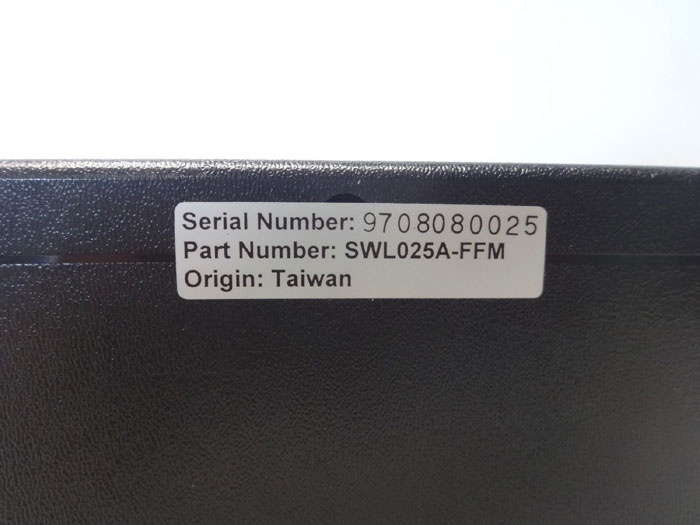 Serial Number: 9708080025
Part Number: SWL025A-FFM
Origin: Taiwan